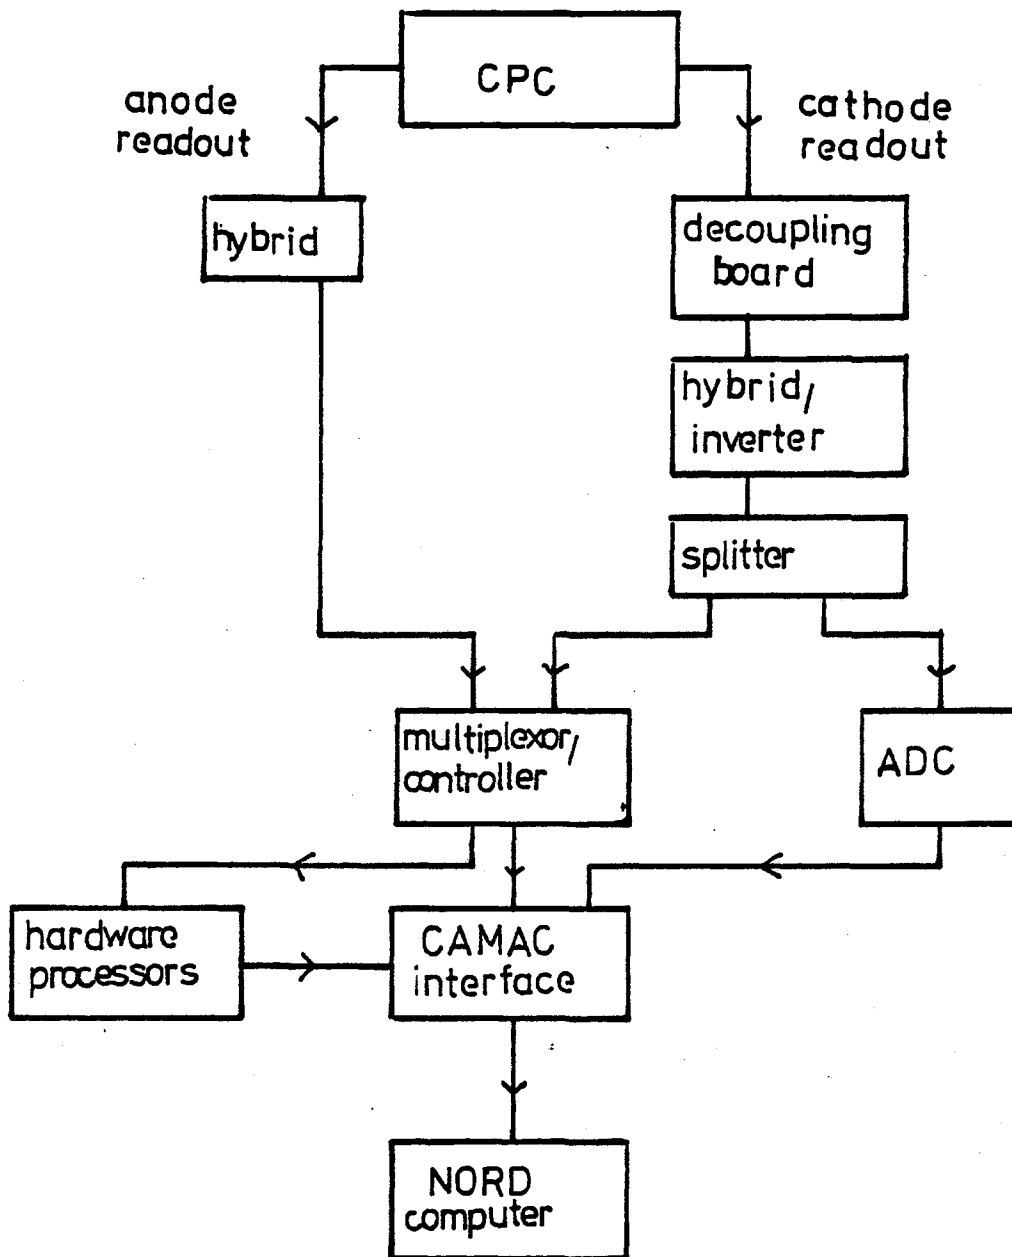 CPC
anode
readout
cathode
readout
hybrid
decoupling
board
hybrid/
inverter
splitter
multiplexor/
controller
ADC
hardware
processors
CAMAC
interface
NORD
computer